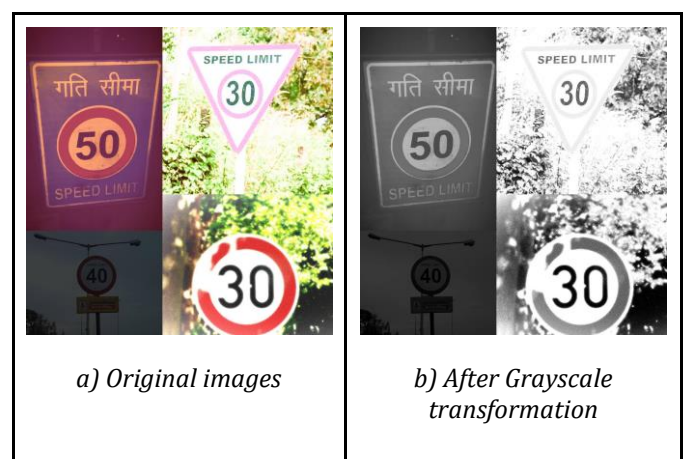 गति सीमा
50
SPEED LIMIT
SPEED LIMIT
30
40
30
a) Original images
गति सीमा
50
SPEED LIMIT
SPEED LIMIT
30
40
30
b) After Grayscale
transformation